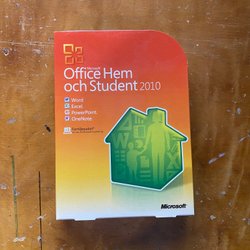 Microsoft
Office Hem
och Student 2010
Word
Excel
PowerPoint
OneNote
Microsoft